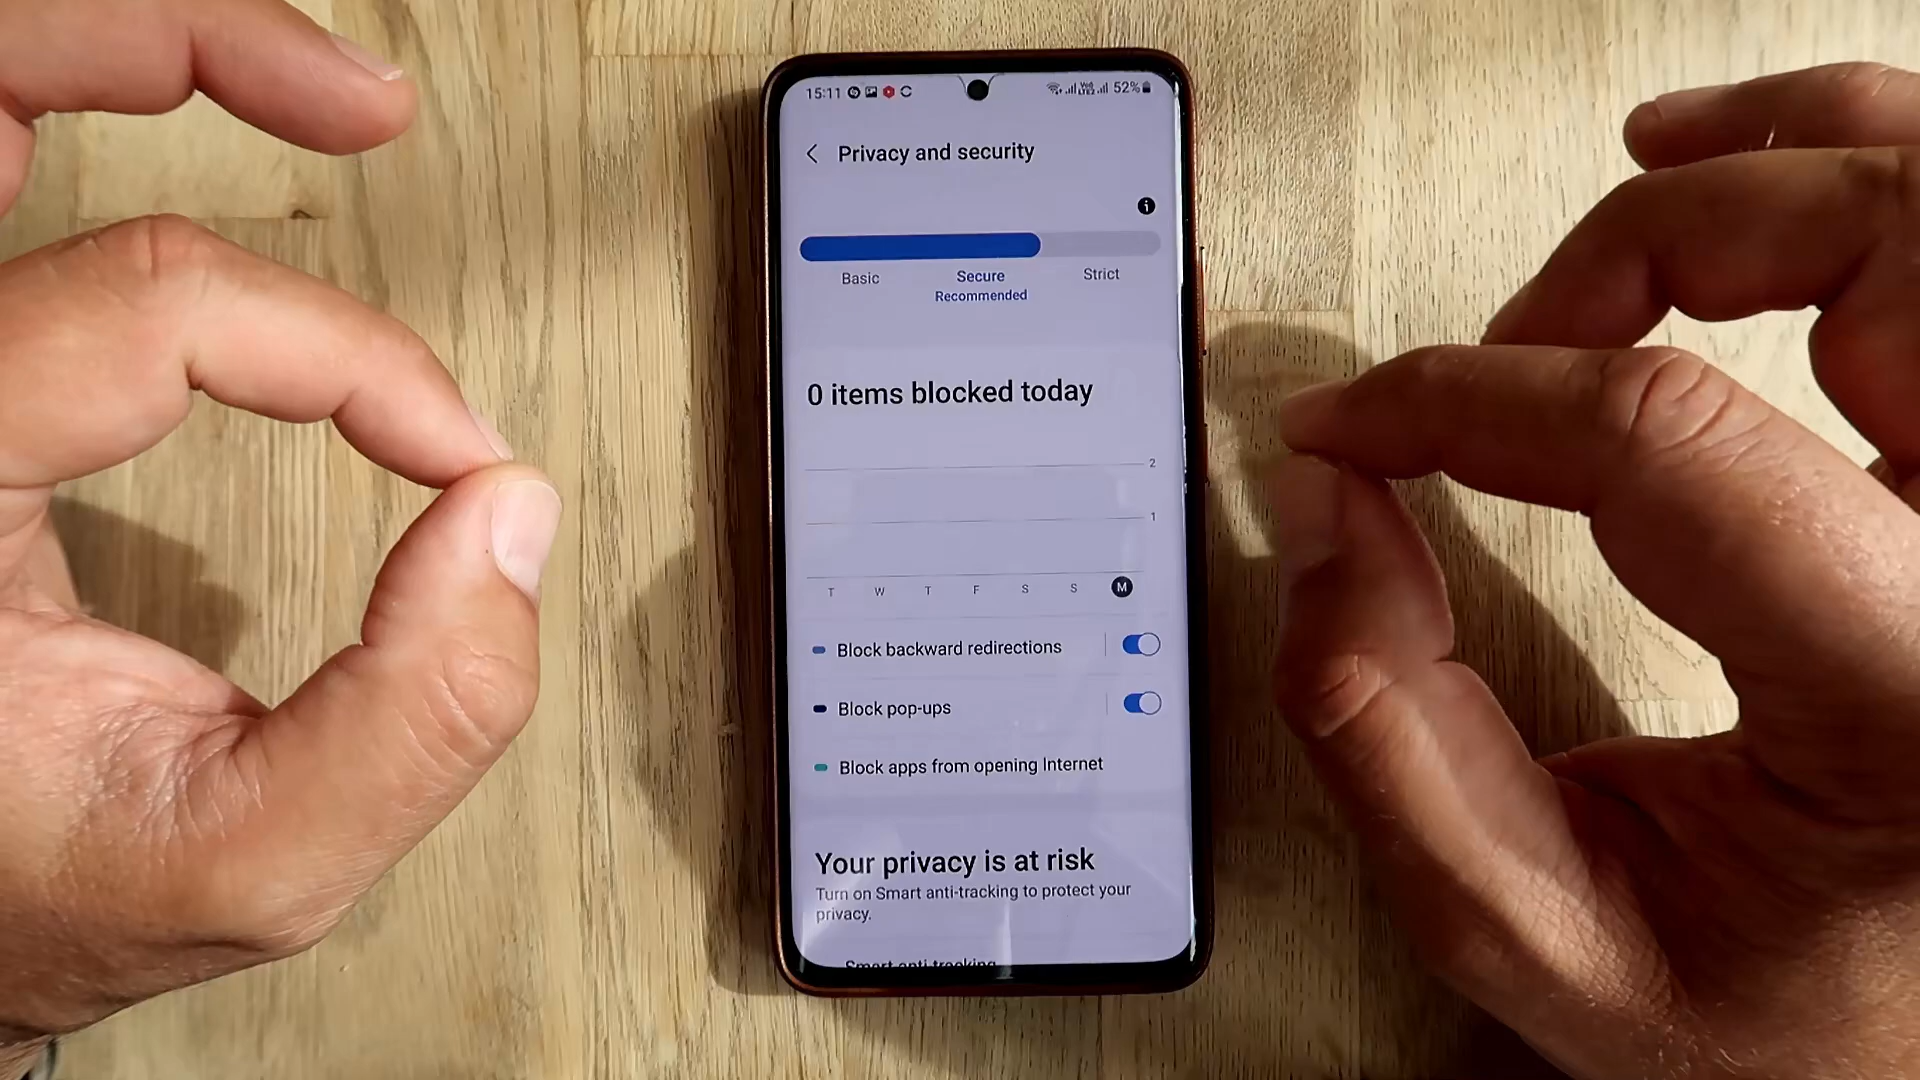 15:11 52%
Privacy and security
Basic Secure Strict
Recommended
0 items blocked today
2
1
T W T F S S M
Block backward redirections
Block pop-ups
Block apps from opening Internet
Your privacy is at risk
Turn on Smart anti-tracking to protect your
privacy.
Smart anti-tracking